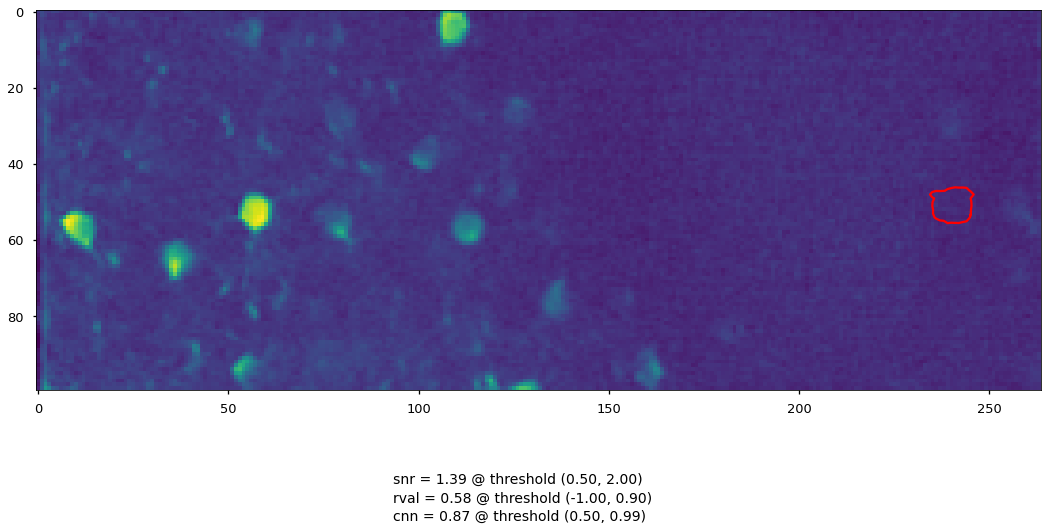 0
20
40
60
80
0 50 100 150 200 250
snr = 1.39 @ threshold (0.50, 2.00)
rval = 0.58 @ threshold (-1.00, 0.90)
cnn = 0.87 @ threshold (0.50, 0.99)